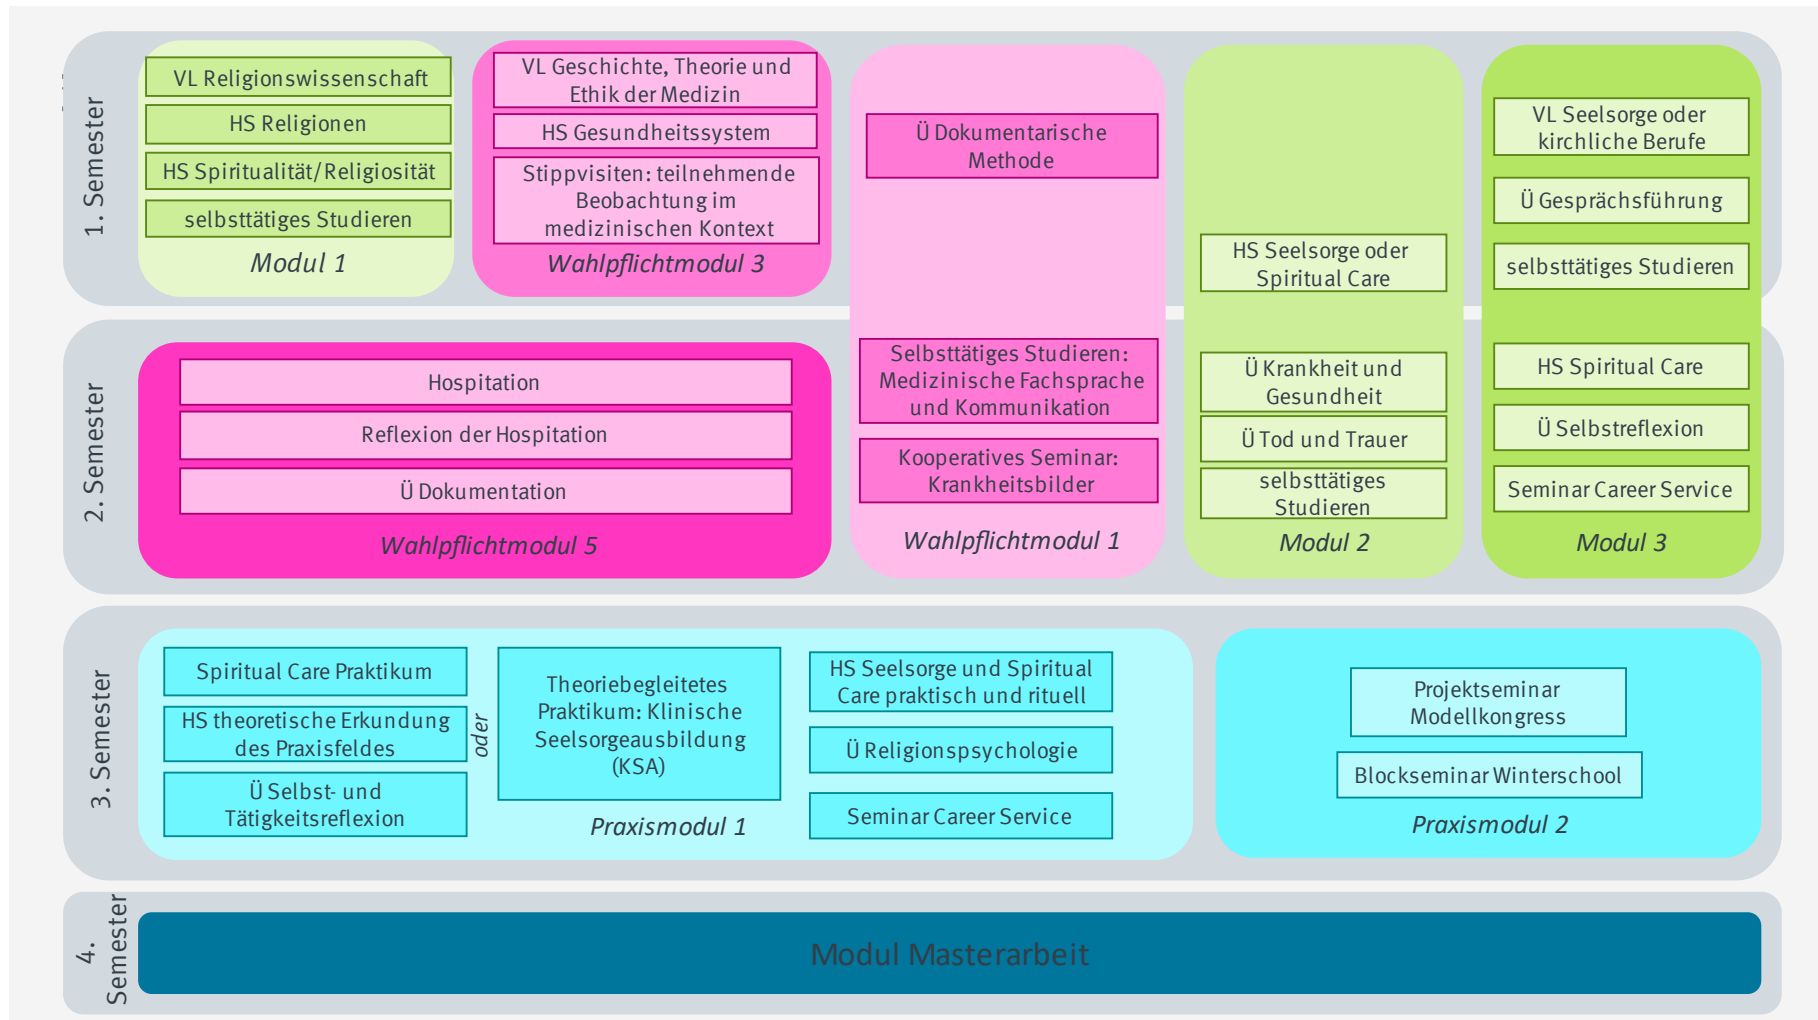 1. Semester
VL Religionswissenschaft
HS Religionen
HS Spiritualität/Religiosität
selbsttätiges Studieren
Modul 1
VL Geschichte, Theorie und
Ethik der Medizin
HS Gesundheitssystem
Stippvisiten: teilnehmende
Beobachtung im
medizinischen Kontext
Wahlpflichtmodul 3
Ü Dokumentarische
Methode
HS Seelsorge oder
Spiritual Care
VL Seelsorge oder
kirchliche Berufe
Ü Gesprächsführung
selbsttätiges Studieren
2. Semester
Hospitation
Reflexion der Hospitation
Ü Dokumentation
Wahlpflichtmodul 5
Selbsttätiges Studieren:
Medizinische Fachsprache
und Kommunikation
Kooperatives Seminar:
Krankheitsbilder
Wahlpflichtmodul 1
Ü Krankheit und
Gesundheit
Ü Tod und Trauer
selbsttätiges
Studieren
Modul 2
HS Spiritual Care
Ü Selbstreflexion
Seminar Career Service
Modul 3
3. Semester
Spiritual Care Praktikum
HS theoretische Erkundung
des Praxisfeldes
Ü Selbst- und
Tätigkeitsreflexion
oder
Theoriebegleitetes
Praktikum: Klinische
Seelsorgeausbildung
(KSA)
Praxismodul 1
HS Seelsorge und Spiritual
Care praktisch und rituell
Ü Religionspsychologie
Seminar Career Service
Projektseminar
Modellkongress
Blockseminar Winterschool
Praxismodul 2
4.
Semester
Modul Masterarbeit